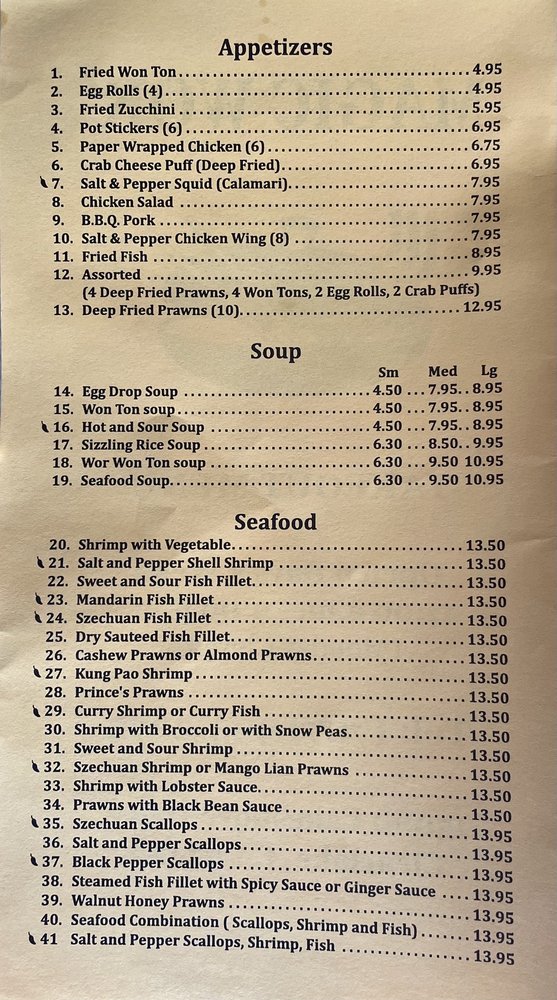 Appetizers
1. Fried Won Ton 4.95
2. Egg Rolls (4) 4.95
3. Fried Zucchini 5.95
4. Pot Stickers (6) 6.95
5. Paper Wrapped Chicken (6) 6.75
6. Crab Cheese Puff (Deep Fried) 6.95
7. Salt & Pepper Squid (Calamari) 7.95
8. Chicken Salad 7.95
9. B.B.Q. Pork 7.95
10. Salt & Pepper Chicken Wing (8) 7.95
11. Fried Fish 8.95
12. Assorted 9.95
(4 Deep Fried Prawns, 4 Won Tons, 2 Egg Rolls, 2 Crab Puffs)
13. Deep Fried Prawns (10) 12.95
Soup
Sm Med Lg
14. Egg Drop Soup 4.50 7.95 8.95
15. Won Ton soup 4.50 7.95 8.95
16. Hot and Sour Soup 4.50 7.95 8.95
17. Sizzling Rice Soup 6.30 8.50 9.95
18. Wor Won Ton soup 6.30 9.50 10.95
19. Seafood Soup 6.30 9.50 10.95
Seafood
20. Shrimp with Vegetable 13.50
21. Salt and Pepper Shell Shrimp 13.50
22. Sweet and Sour Fish Fillet 13.50
23. Mandarin Fish Fillet 13.50
24. Szechuan Fish Fillet 13.50
25. Dry Sauteed Fish Fillet 13.50
26. Cashew Prawns or Almond Prawns 13.50
27. Kung Pao Shrimp 13.50
28. Prince's Prawns 13.50
29. Curry Shrimp or Curry Fish 13.50
30. Shrimp with Broccoli or with Snow Peas 13.50
31. Sweet and Sour Shrimp 13.50
32. Szechuan Shrimp or Mango Lian Prawns 13.50
33. Shrimp with Lobster Sauce 13.50
34. Prawns with Black Bean Sauce 13.50
35. Szechuan Scallops 13.95
36. Salt and Pepper Scallops 13.95
37. Black Pepper Scallops 13.95
38. Steamed Fish Fillet with Spicy Sauce or Ginger Sauce 13.95
39. Walnut Honey Prawns 13.95
40. Seafood Combination ( Scallops, Shrimp and Fish) 13.95
41 Salt and Pepper Scallops, Shrimp, Fish 13.95